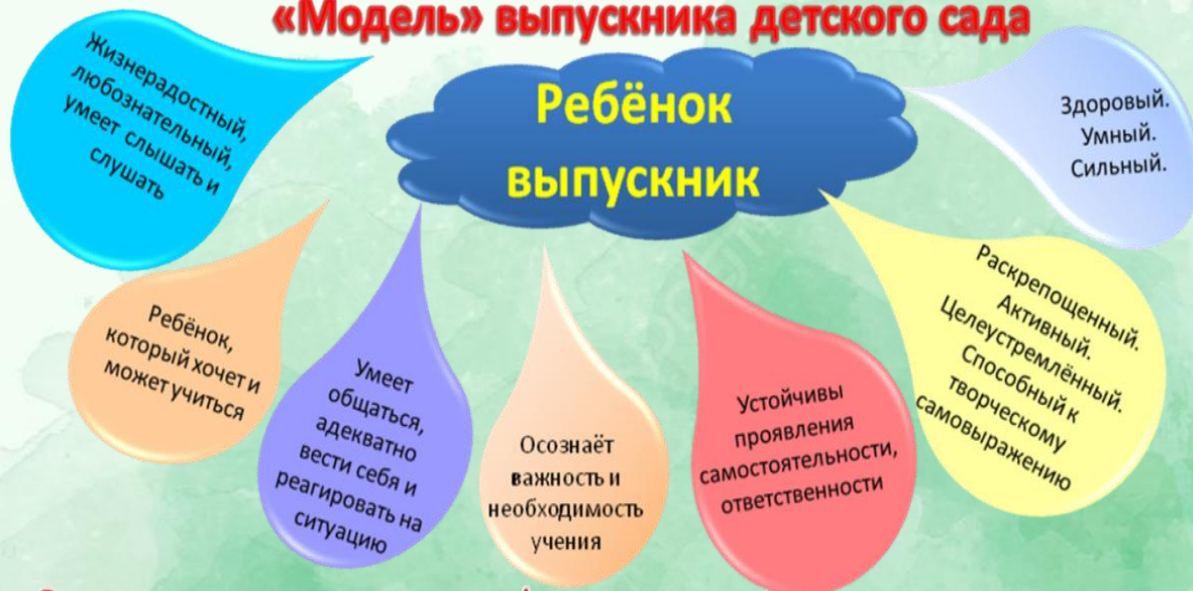 «Модель» выпускника детского сада
Ребёнок
выпускник
Жизнерадостный,
любознательный,
умеет слышать и
слушать
Ребёнок,
который хочет и
может учиться
Умеет
общаться,
адекватно
вести себя и
реагировать на
ситуацию
Осознаёт
важность и
необходимость
учения
Устойчивы
проявления
самостоятельности,
ответственности
Раскрепощенный.
Активный.
Целеустремлённый.
Способный к
творческому
самовыражению
Здоровый.
Умный.
Сильный.